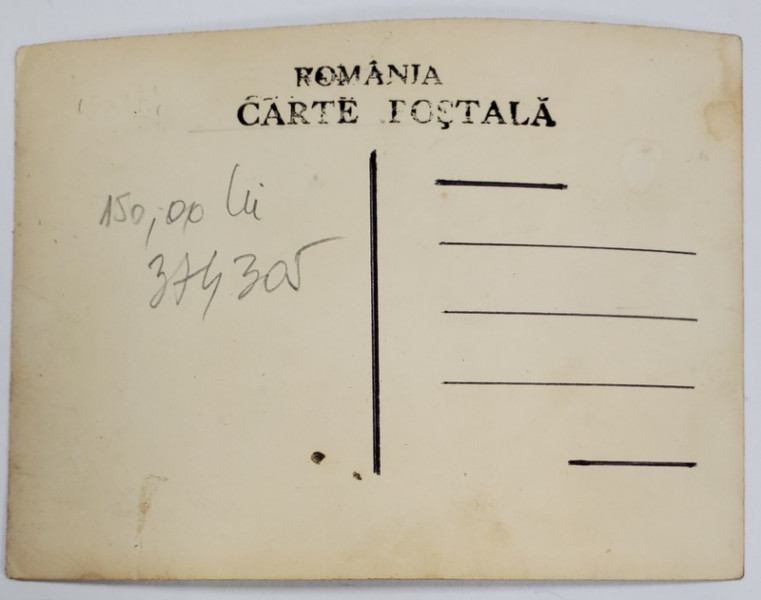 ROMÂNIA
CARTE POŞTALĂ
150,00 lei
374305